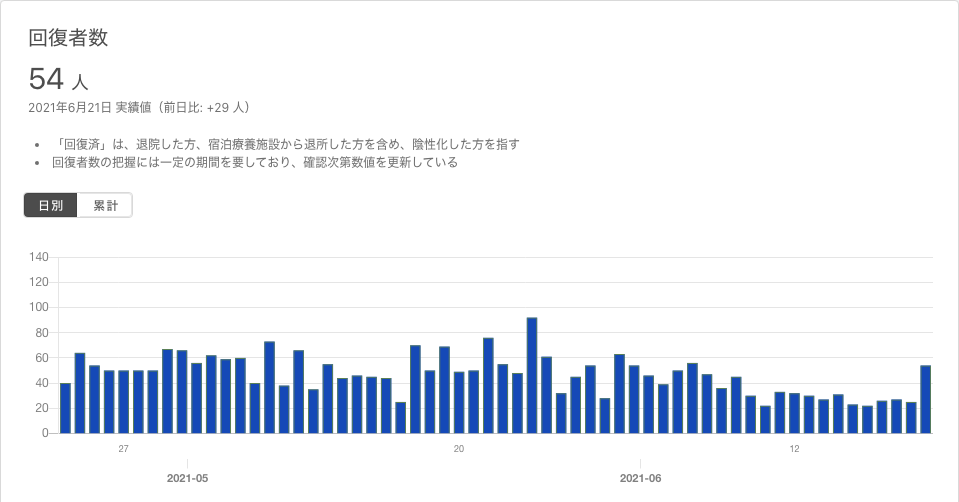 回復者数
54 人
2021年6月21日 実績値（前日比: +29 人）
• 「回復済」は、退院した方、宿泊療養施設から退所した方を含め、陰性化した方を指す
• 回復者数の把握には一定の期間を要しており、確認次第数値を更新している
日別 累計
140
120
100
80
60
40
20
0
27 20 12
2021-05 2021-06